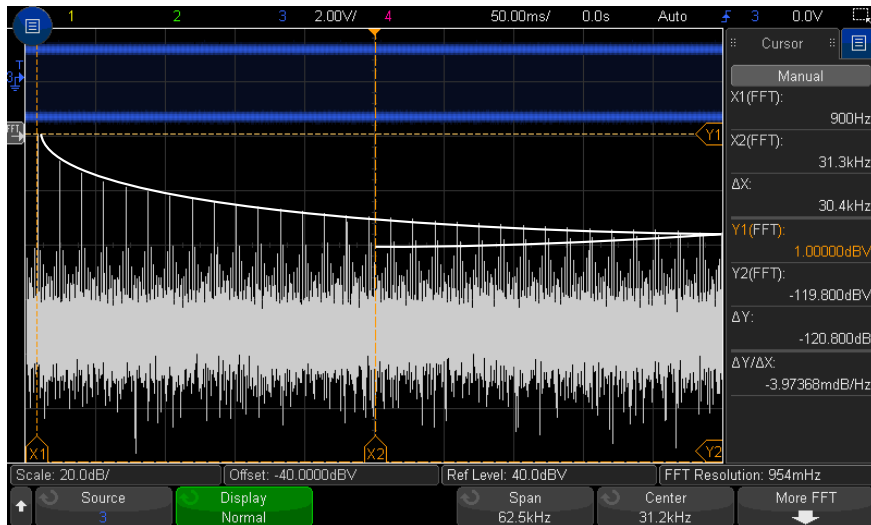 1 2 3 2.00V/ 4 50.00ms/ 0.0s Auto 3 0.0V
T
3
FFT
Y1
X1 X2 Y2
Cursor
Manual
X1(FFT):
900Hz
X2(FFT):
31.3kHz
ΔX:
30.4kHz
Y1(FFT):
1.00000dBV
Y2(FFT):
-119.800dBV
ΔY:
-120.800dB
ΔY/ΔX:
-3.97368mdB/Hz
Scale: 20.0dB/ Offset: -40.0000dBV Ref Level: 40.0dBV FFT Resolution: 954mHz
Source Display Span Center More FFT
3 Normal 62.5kHz 31.2kHz